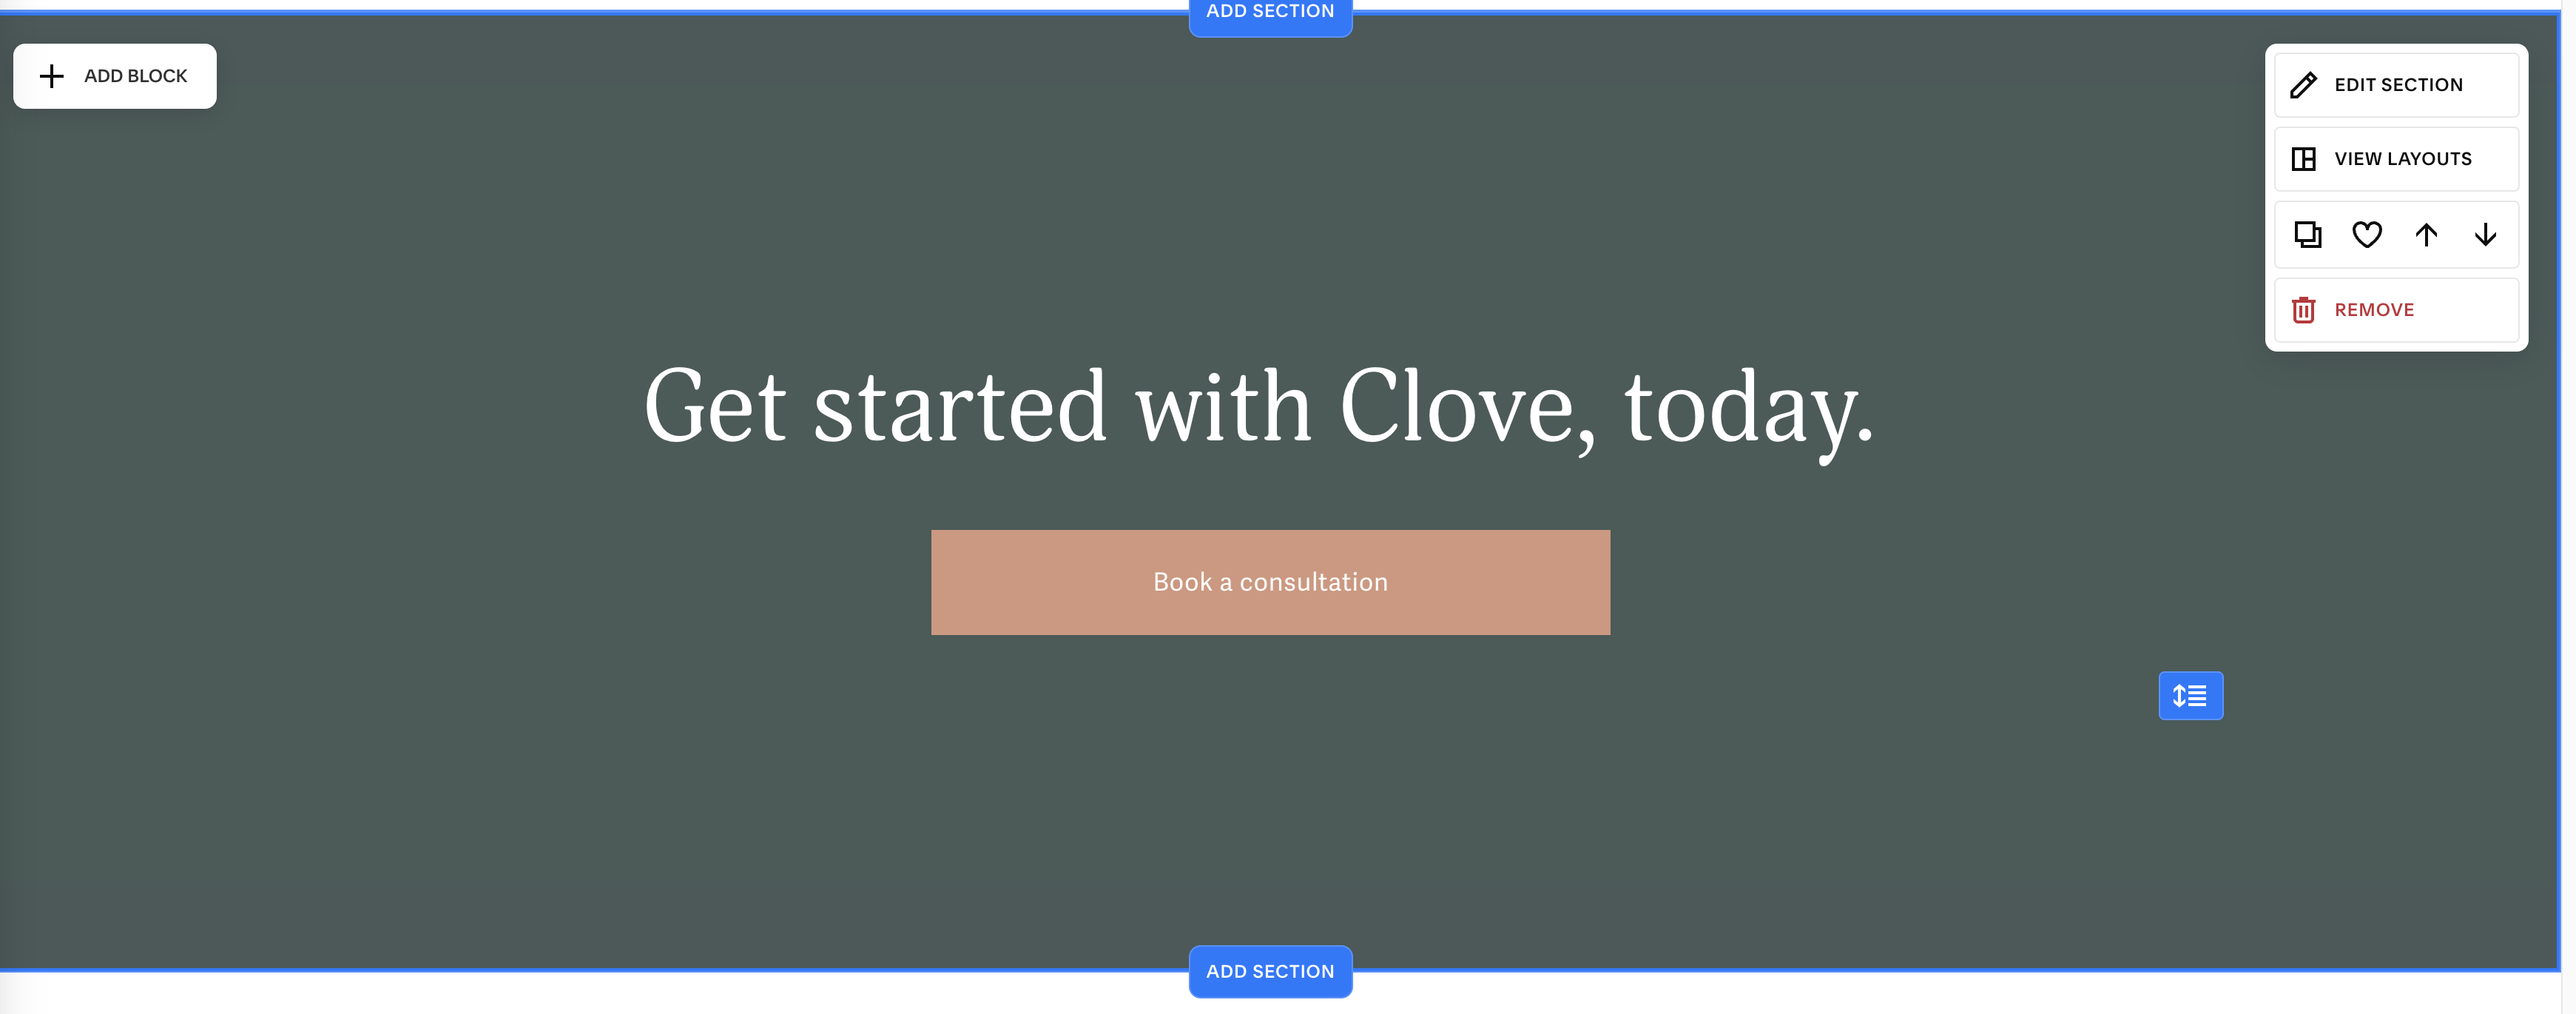 ADD SECTION
ADD BLOCK
EDIT SECTION
VIEW LAYOUTS
REMOVE
Get started with Clove, today.
Book a consultation
ADD SECTION